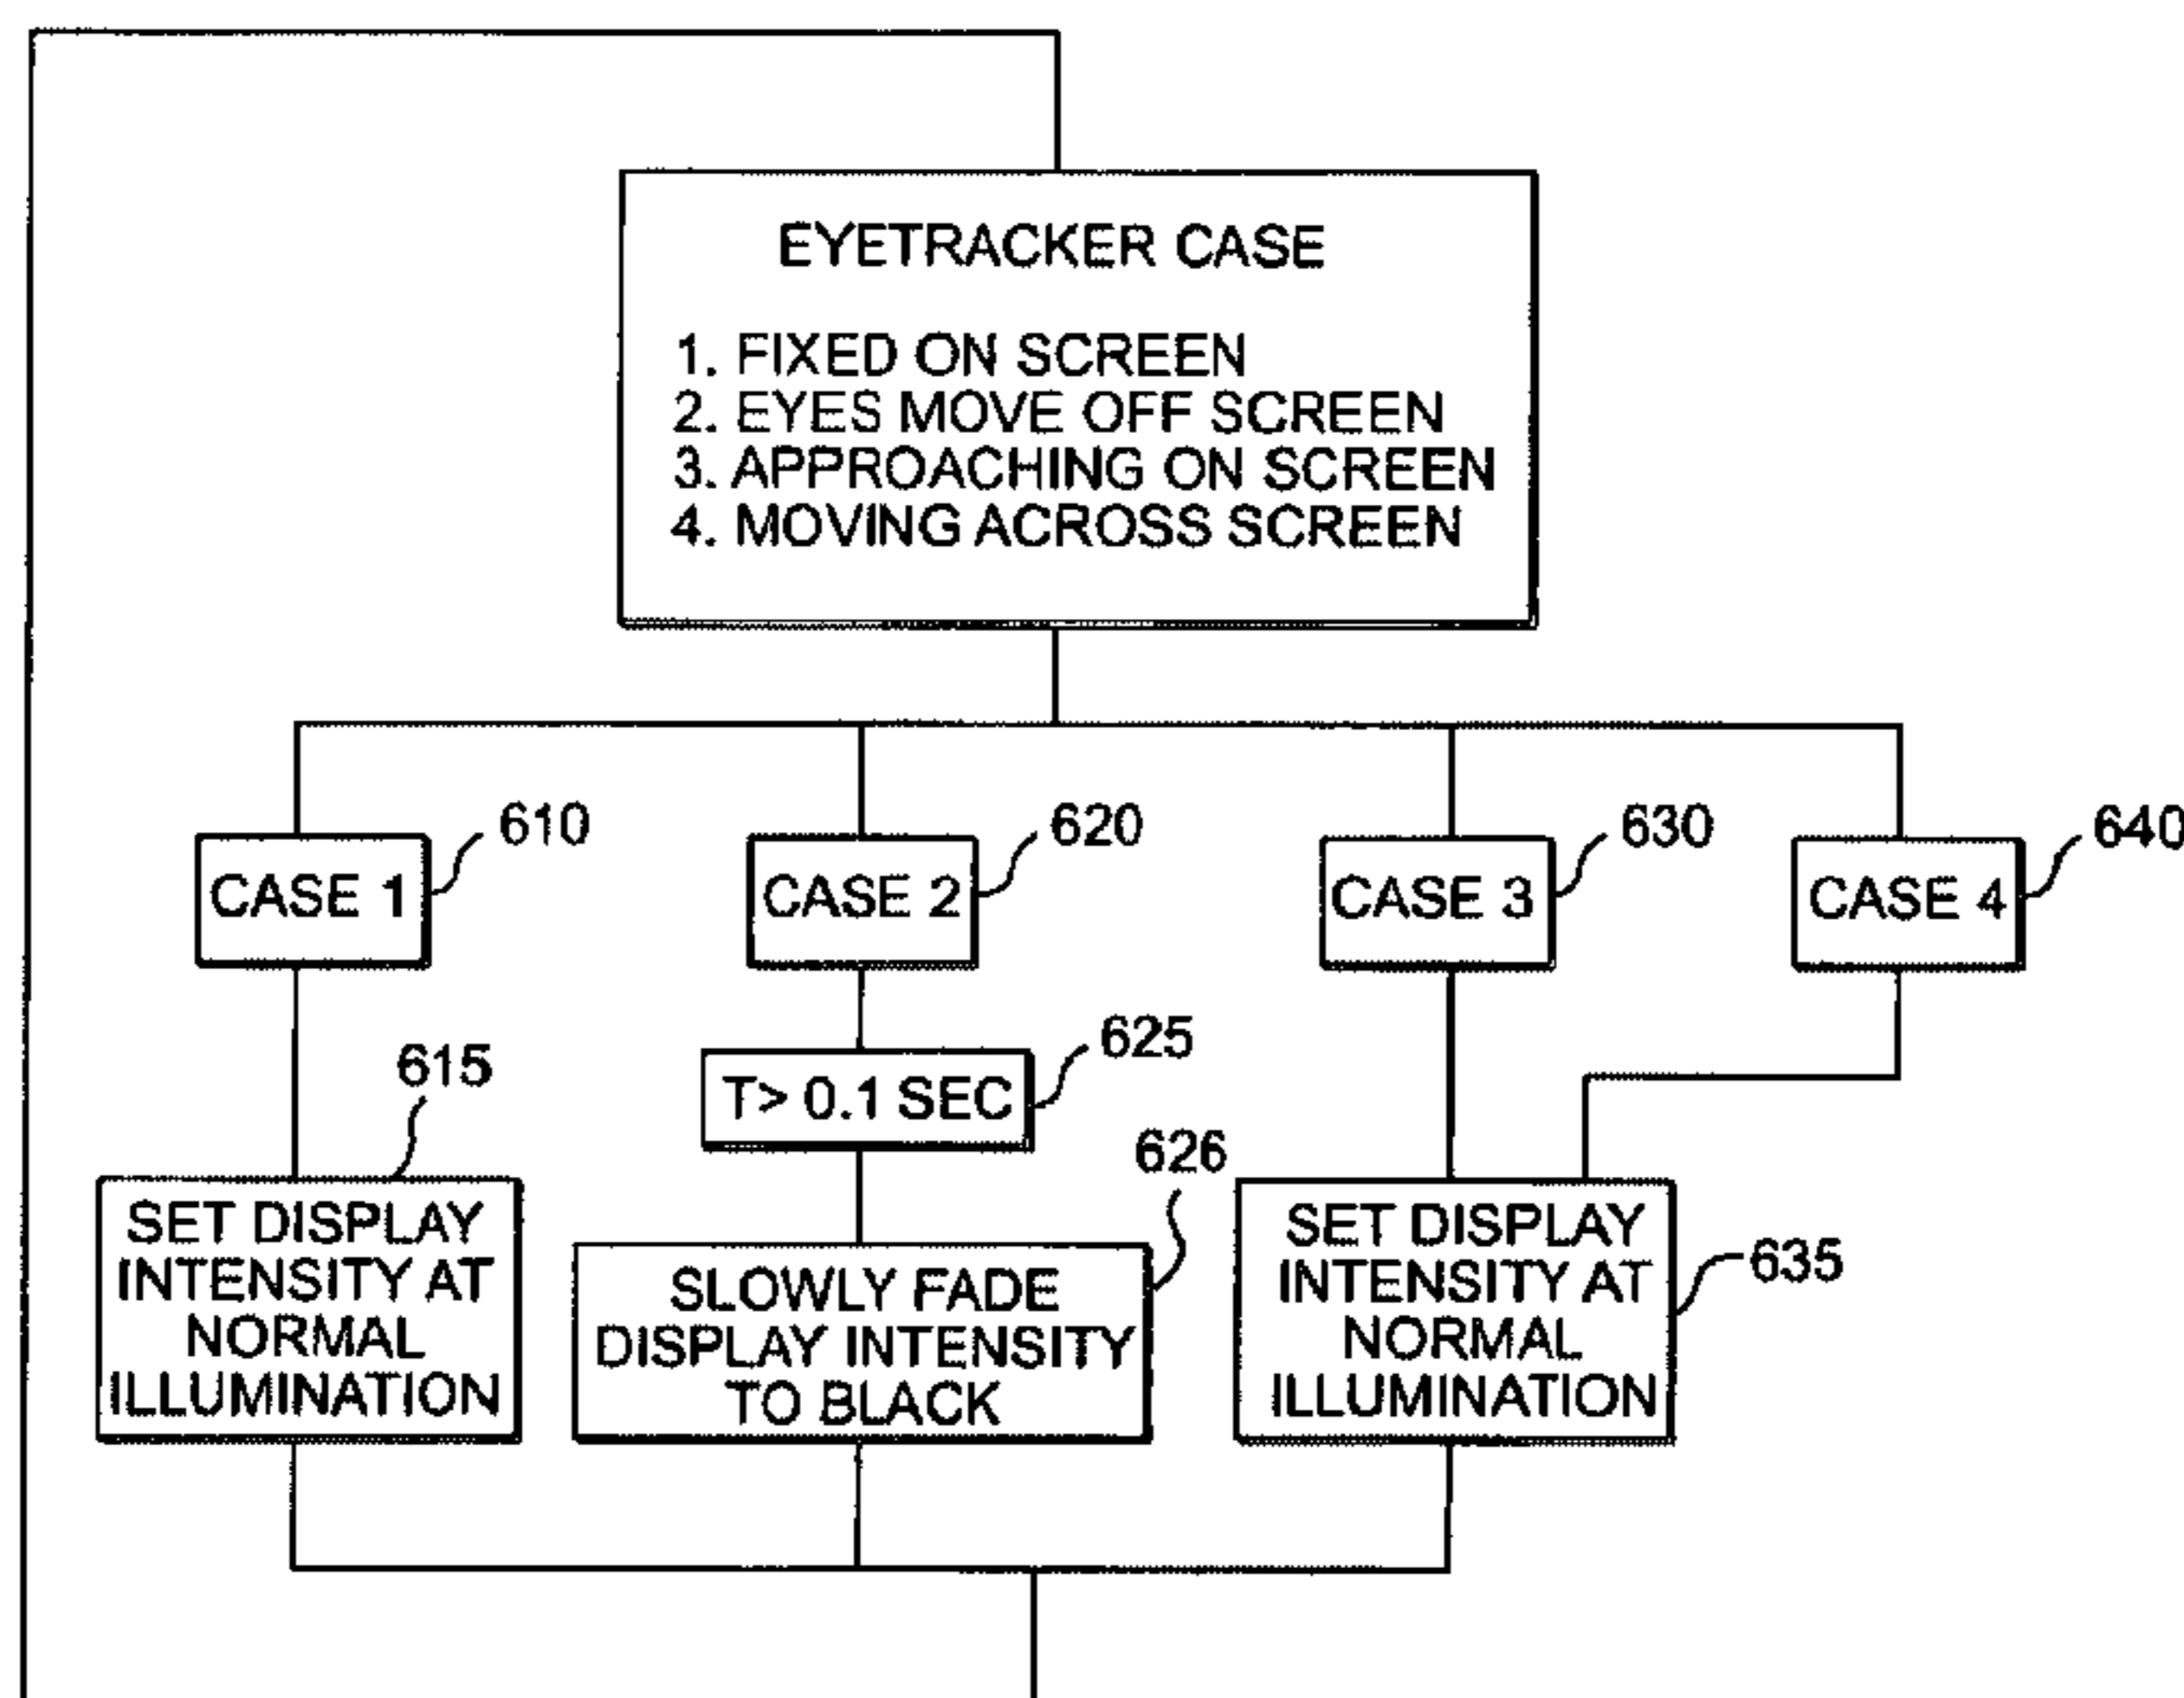 EYETRACKER CASE
1. FIXED ON SCREEN
2. EYES MOVE OFF SCREEN
3. APPROACHING ON SCREEN
4. MOVING ACROSS SCREEN
CASE 1
610
CASE 2
620
CASE 3
630
CASE 4
640
615
SET DISPLAY
INTENSITY AT
NORMAL
ILLUMINATION
T> 0.1 SEC
625
626
SLOWLY FADE
DISPLAY INTENSITY
TO BLACK
SET DISPLAY
INTENSITY AT
NORMAL
ILLUMINATION
635